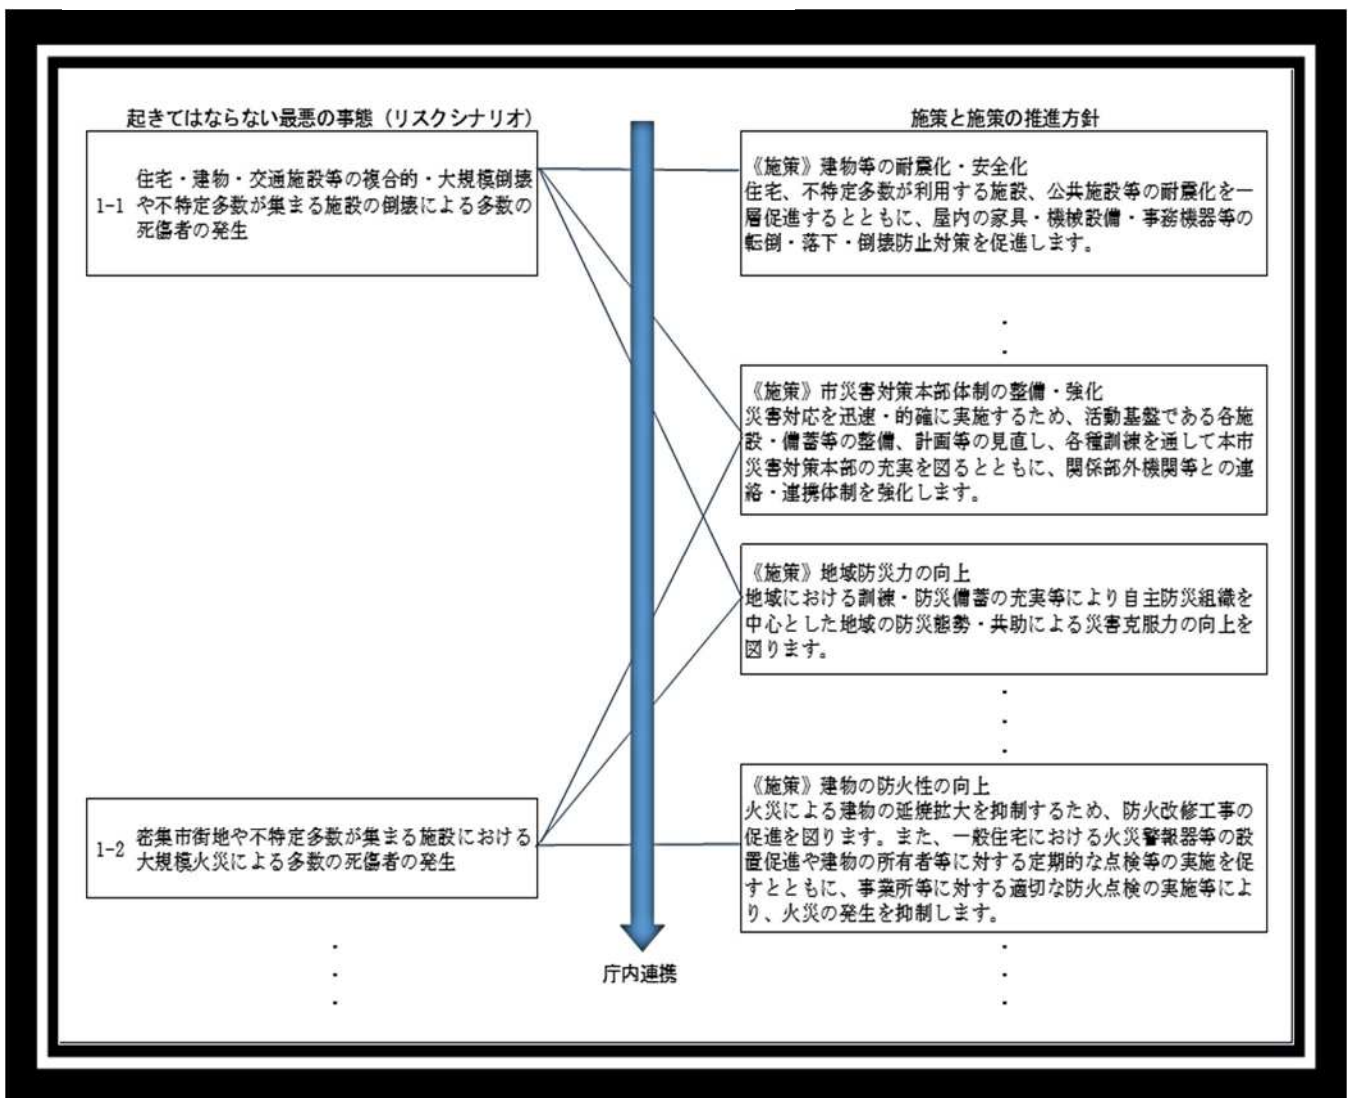 起きてはならない最悪の事態（リスクシナリオ）
1-1
住宅・建物・交通施設等の複合的・大規模倒壊
や不特定多数が集まる施設の倒壊による多数の
死傷者の発生
1-2
密集市街地や不特定多数が集まる施設における
大規模火災による多数の死傷者の発生
・
・
・
庁内連携
施策と施策の推進方針
《施策》建物等の耐震化・安全化
住宅、不特定多数が利用する施設、公共施設等の耐震化を一
層促進するとともに、屋内の家具・機械設備・事務機器等の
転倒・落下・倒壊防止対策を促進します。
・
・
《施策》市災害対策本部体制の整備・強化
災害対応を迅速・的確に実施するため、活動基盤である各施
設・備蓄等の整備、計画等の見直し、各種訓練を通して本市
災害対策本部の充実を図るとともに、関係部外機関等との連
絡・連携体制を強化します。
《施策》地域防災力の向上
地域における訓練・防災備蓄の充実等により自主防災組織を
中心とした地域の防災態勢・共助による災害克服力の向上を
図ります。
・
・
・
《施策》建物の防火性の向上
火災による建物の延焼拡大を抑制するため、防火改修工事の
促進を図ります。また、一般住宅における火災警報器等の設
置促進や建物の所有者等に対する定期的な点検等の実施を促
すとともに、事業所等に対する適切な防火点検の実施等によ
り、火災の発生を抑制します。
・
・
・